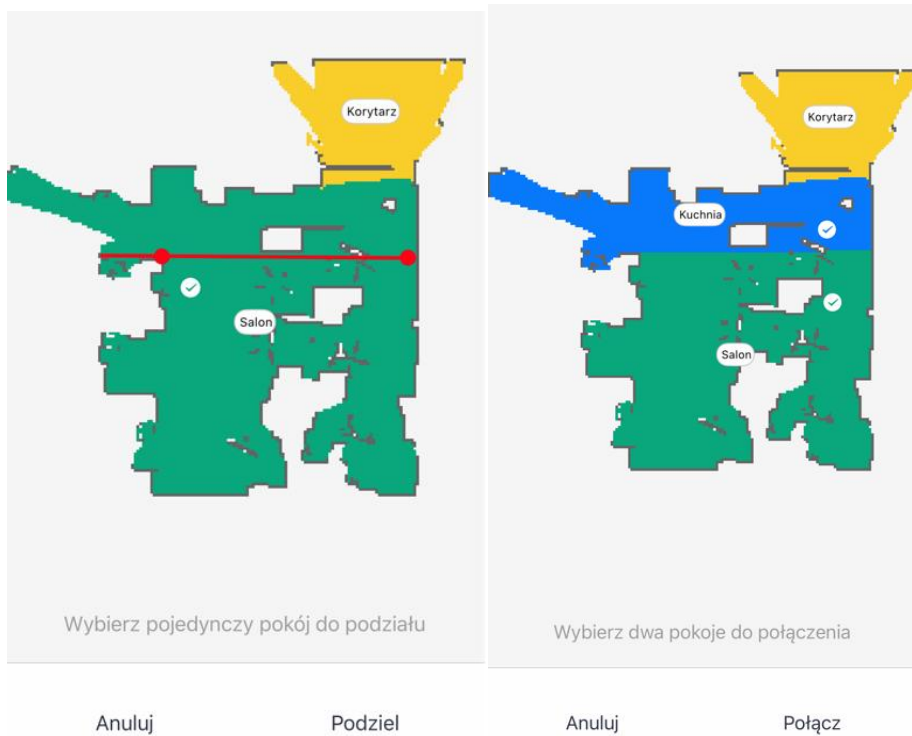 Korytarz
Salon
Wybierz pojedynczy pokój do podziału
Anuluj
Podziel
Korytarz
Kuchnia
Salon
Wybierz dwa pokoje do połączenia
Anuluj
Połącz